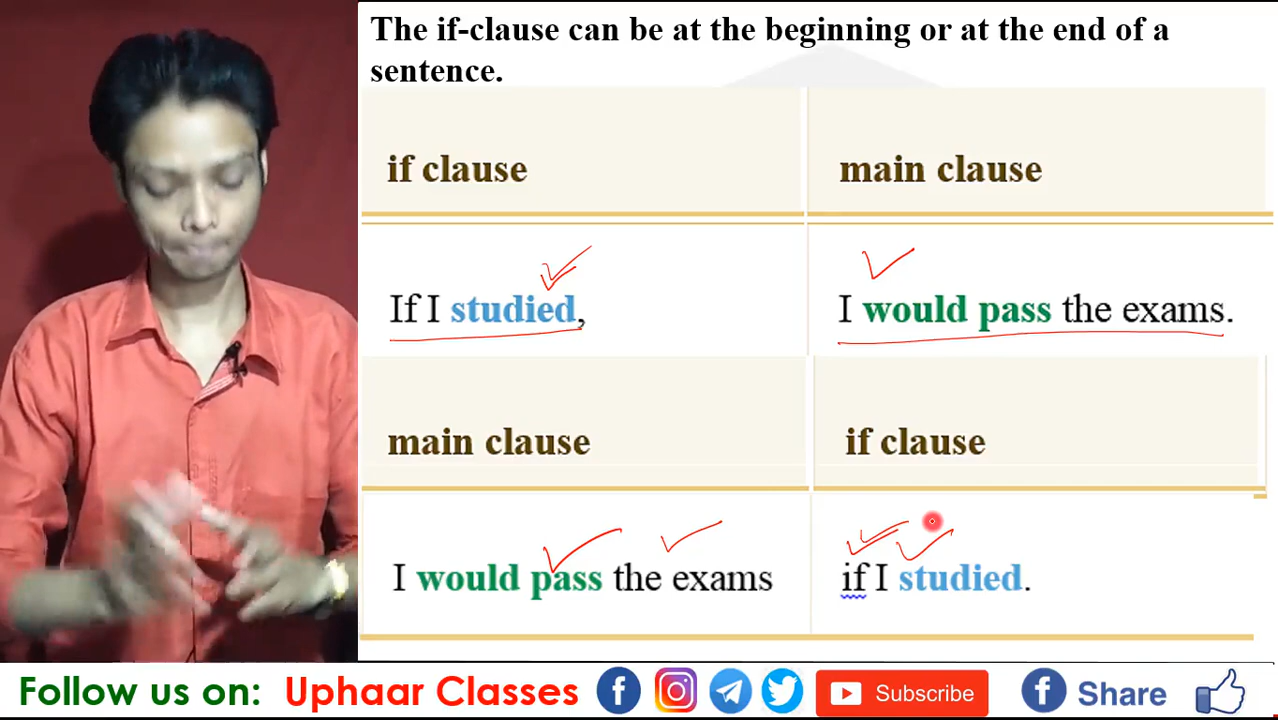 The if-clause can be at the beginning or at the end of a
sentence.
if clause main clause
If I studied, I would pass the exams.
main clause if clause
I would pass the exams if I studied.
Follow us on: Uphaar Classes Subscribe Share